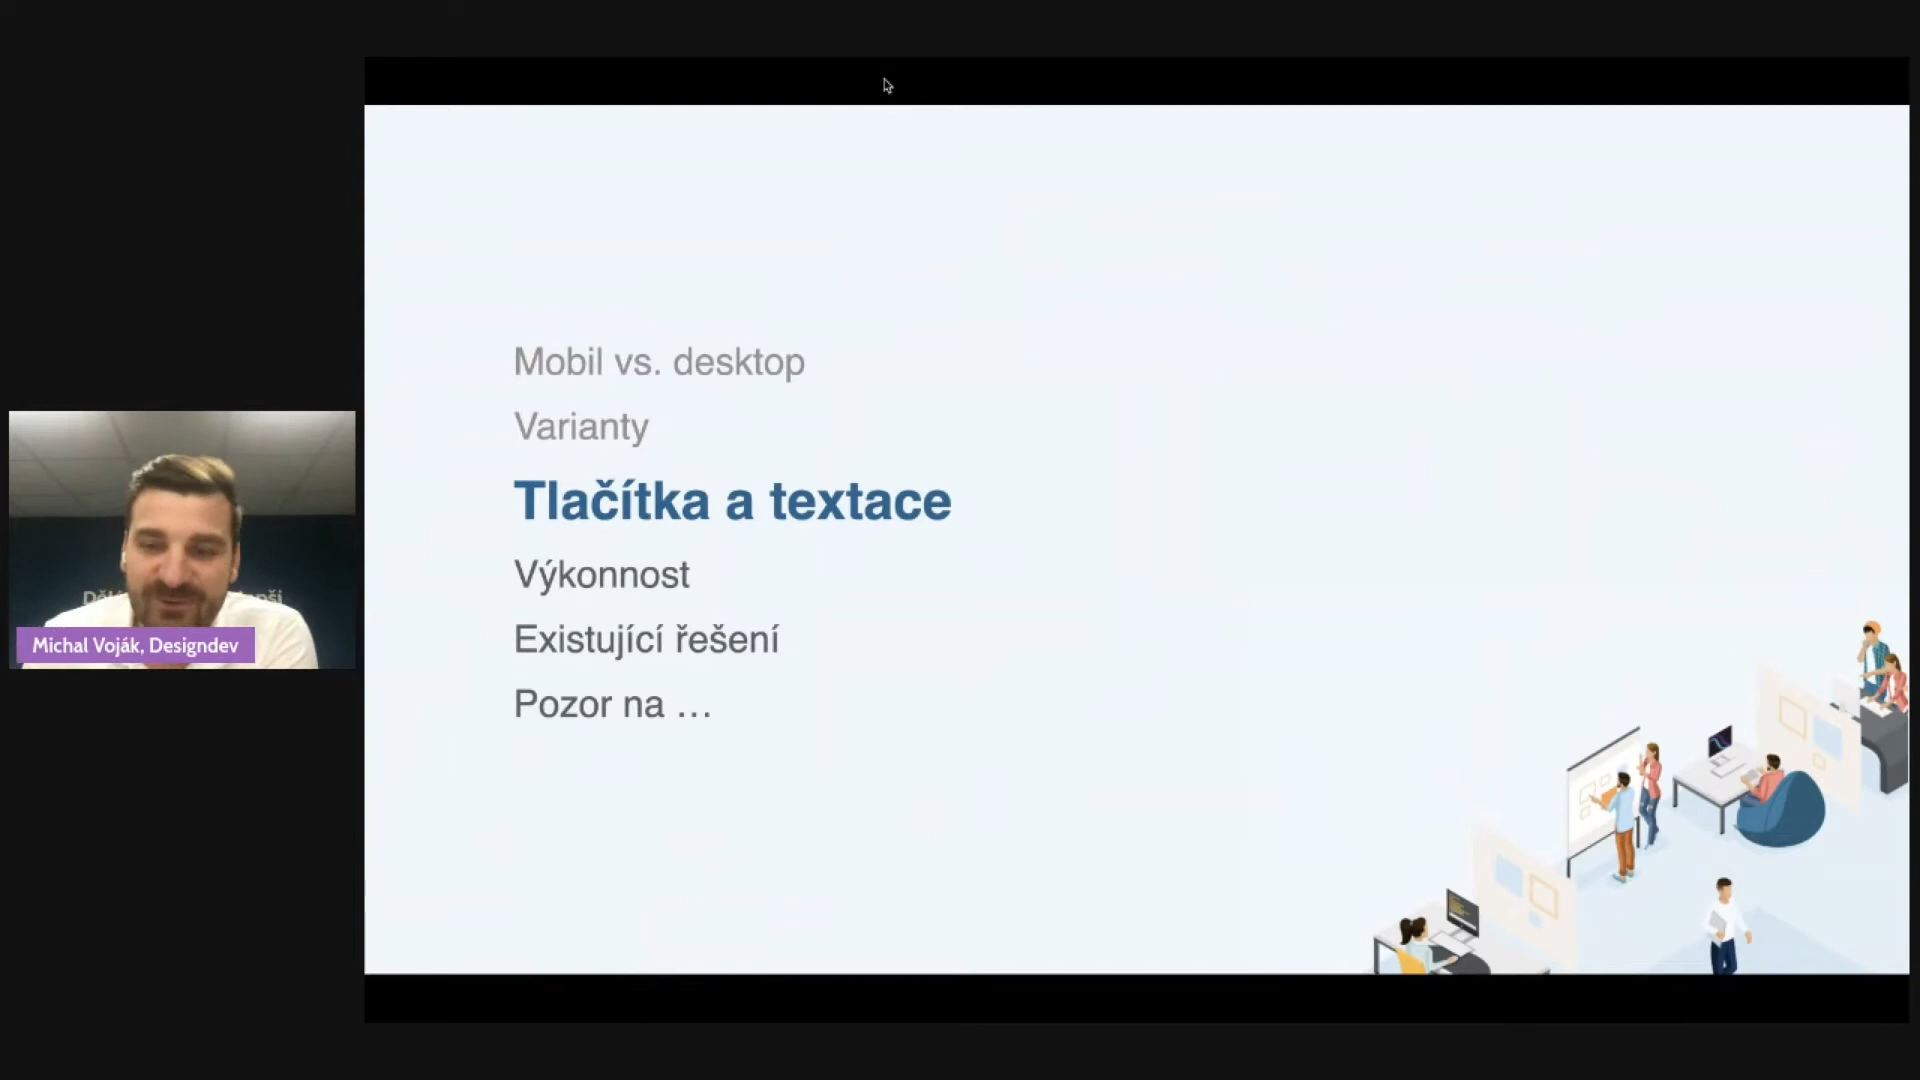 Mobil vs. desktop
Varianty
Tlačítka a textace
Výkonnost
Existující řešení
Pozor na …
Michal Voják, Designdev